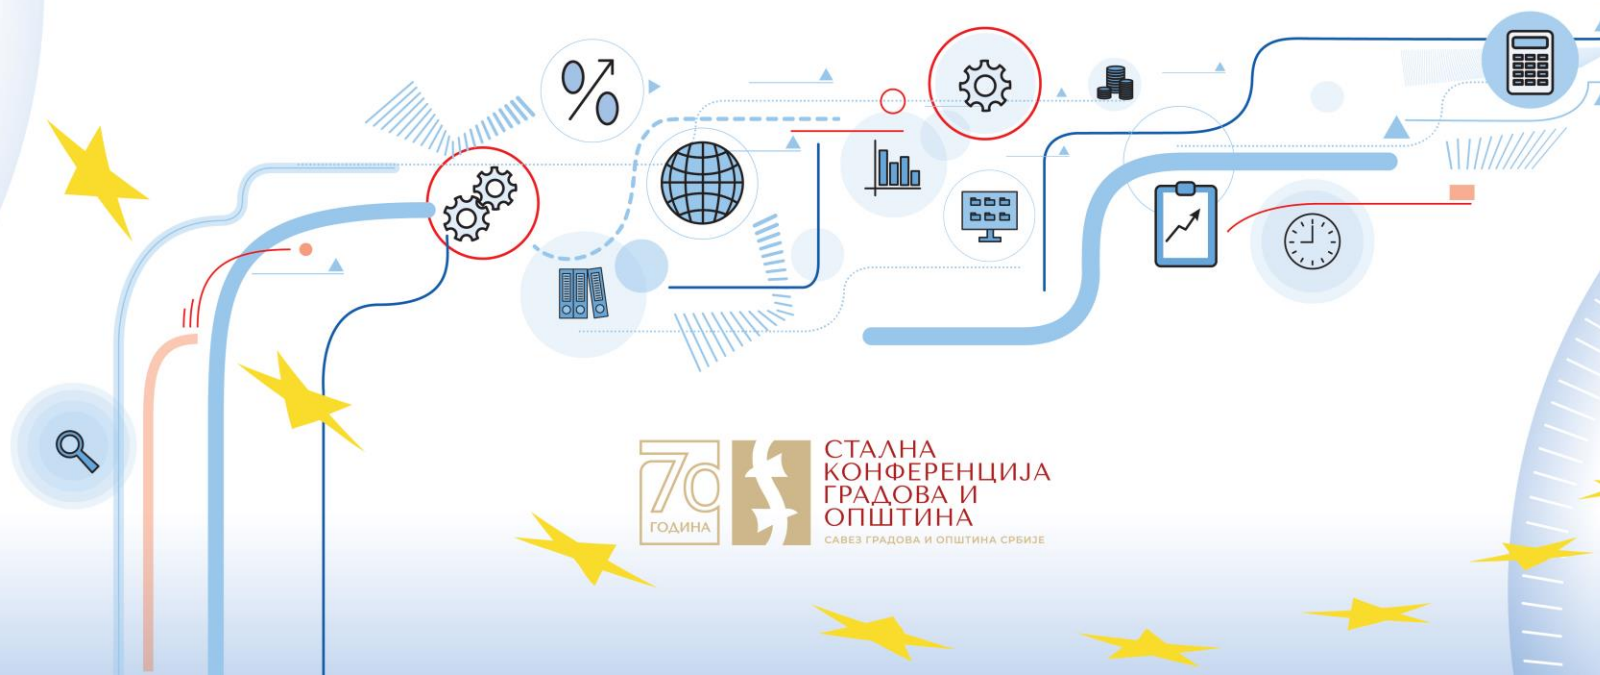 70
ГОДИНА
СТАЛНА
КОНФЕРЕНЦИЈА
ГРАДОВА И
ОПШТИНА
САВЕЗ ГРАДОВА И ОПШТИНА СРБИЈЕ